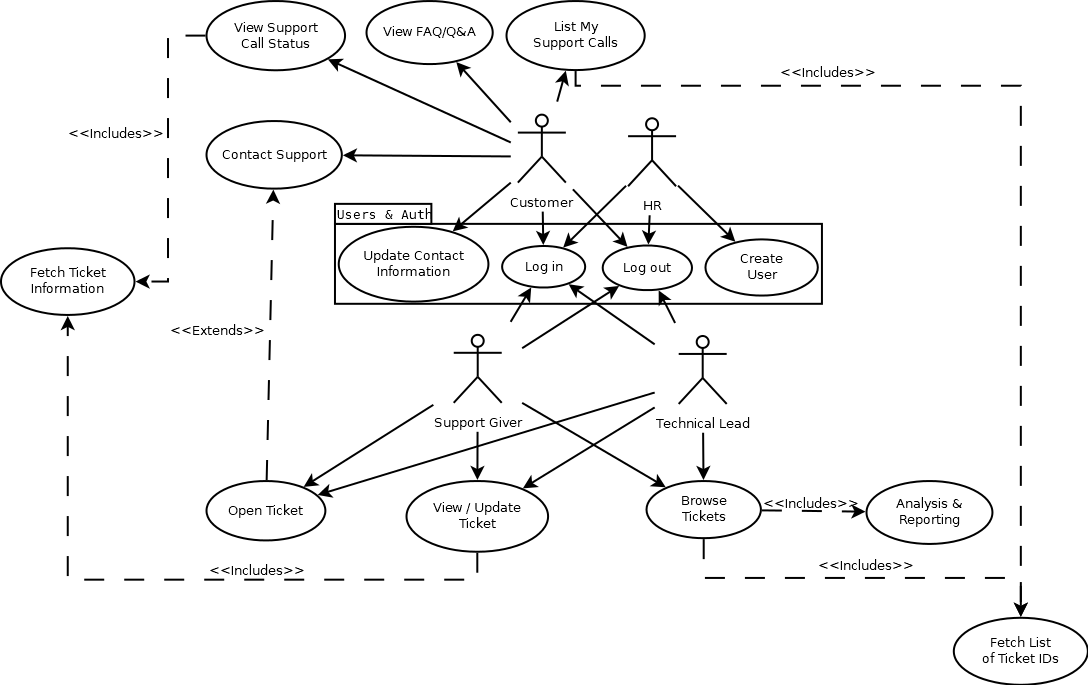 View Support
Call Status
View FAQ/Q&A
List My
Support Calls
<<Includes>>
<<Includes>>
Contact Support
Customer
HR
Users & Auth
Update Contact
Information
Log in
Log out
Create
User
Fetch Ticket
Information
<<Extends>>
Support Giver
Technical Lead
Open Ticket
View / Update
Ticket
Browse
Tickets
<<Includes>>
Analysis &
Reporting
<<Includes>>
<<Includes>>
Fetch List
of Ticket IDs